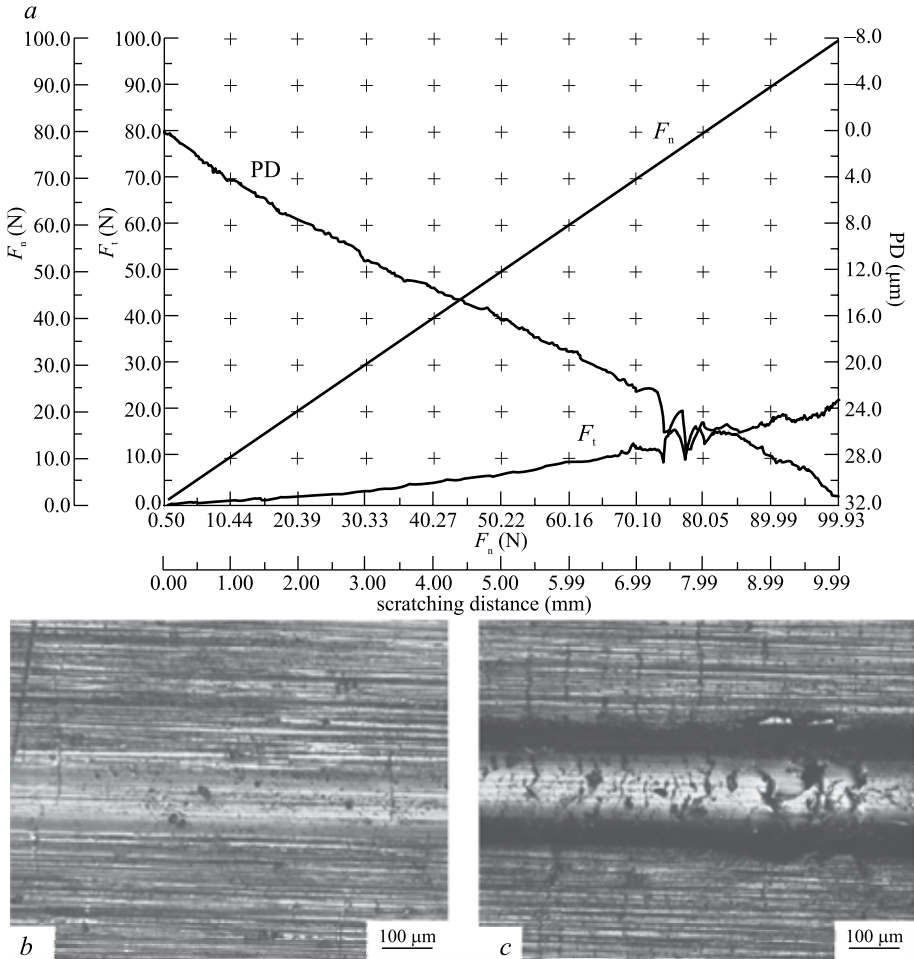 a
100.0 100.0 –8.0
90.0 90.0 –4.0
80.0 80.0 0.0
70.0 70.0 4.0
60.0 60.0 8.0
50.0 50.0 12.0
40.0 40.0 16.0
30.0 30.0 20.0
20.0 20.0 24.0
10.0 10.0 28.0
0.0 0.0 32.0
Fn (N)
Ft (N)
PD (μm)
PD
Fn
Ft
0.50 10.44 20.39 30.33 40.27 50.22 60.16 70.10 80.05 89.99 99.93
Fn (N)
0.00 1.00 2.00 3.00 4.00 5.00 5.99 6.99 7.99 8.99 9.99
scratching distance (mm)
b 100 μm
c 100 μm